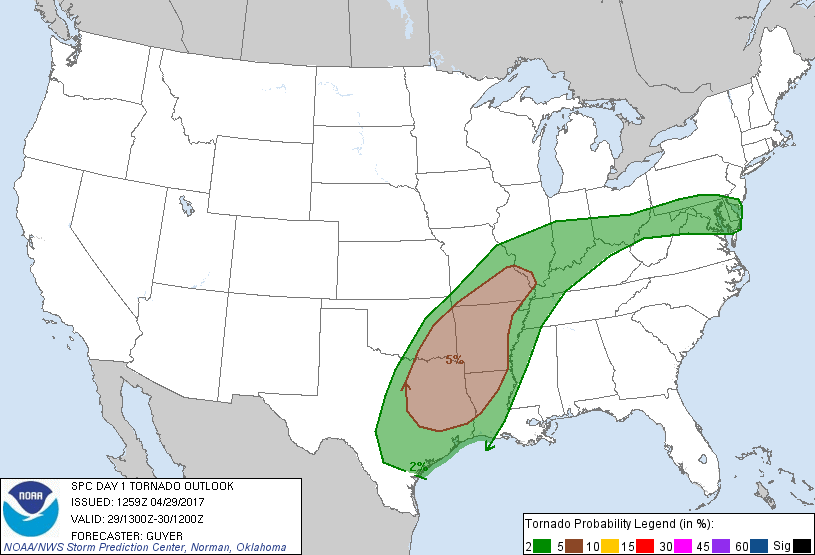 5%
2%
NOAA
SPC DAY 1 TORNADO OUTLOOK
ISSUED: 1259Z 04/29/2017
VALID: 29/1300Z-30/1200Z
FORECASTER: GUYER
NOAA/NWS Storm Prediction Center, Norman, Oklahoma
Tornado Probability Legend (in %):
2 5 10 15 30 45 60 Sig